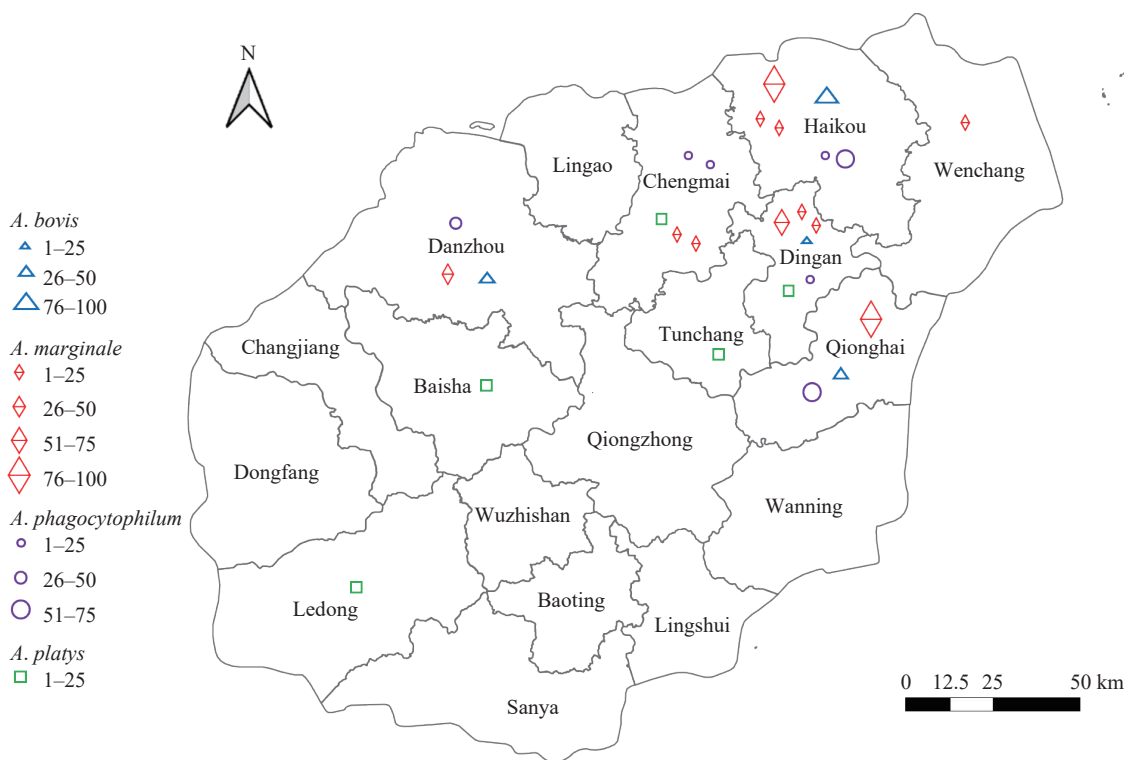 N
Haikou
Lingao
Wenchang
Chengmai
Danzhou
Dingan
Tunchang
Qionghai
Changjiang
Baisha
Qiongzhong
Dongfang
Wanning
Wuzhishan
Baoting
Ledong
Lingshui
Sanya
A. bovis
1–25
26–50
76–100
A. marginale
1–25
26–50
51–75
76–100
A. phagocytophilum
1–25
26–50
51–75
A. platys
1–25
0 12.5 25 50 km